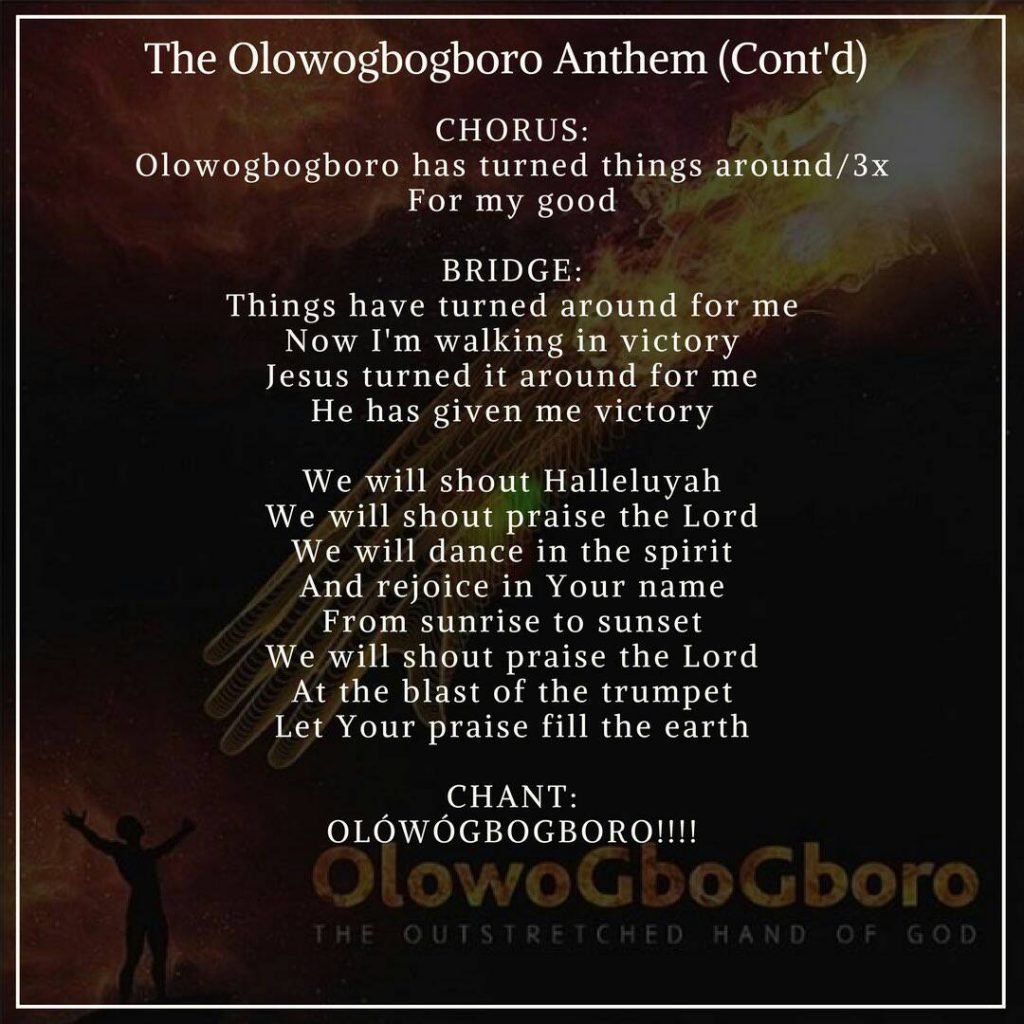 The Olowogbogboro Anthem (Cont'd)
CHORUS:
Olowogbogboro has turned things around/3x
For my good
BRIDGE:
Things have turned around for me
Now I'm walking in victory
Jesus turned it around for me
He has given me victory
We will shout Halleluyah
We will shout praise the Lord
We will dance in the spirit
And rejoice in Your name
From sunrise to sunset
We will shout praise the Lord
At the blast of the trumpet
Let Your praise fill the earth
CHANT:
OLÓWÓGBOGBORO!!!!
OlowoGboGboro
THE OUTSTRETCHED HAND OF GOD